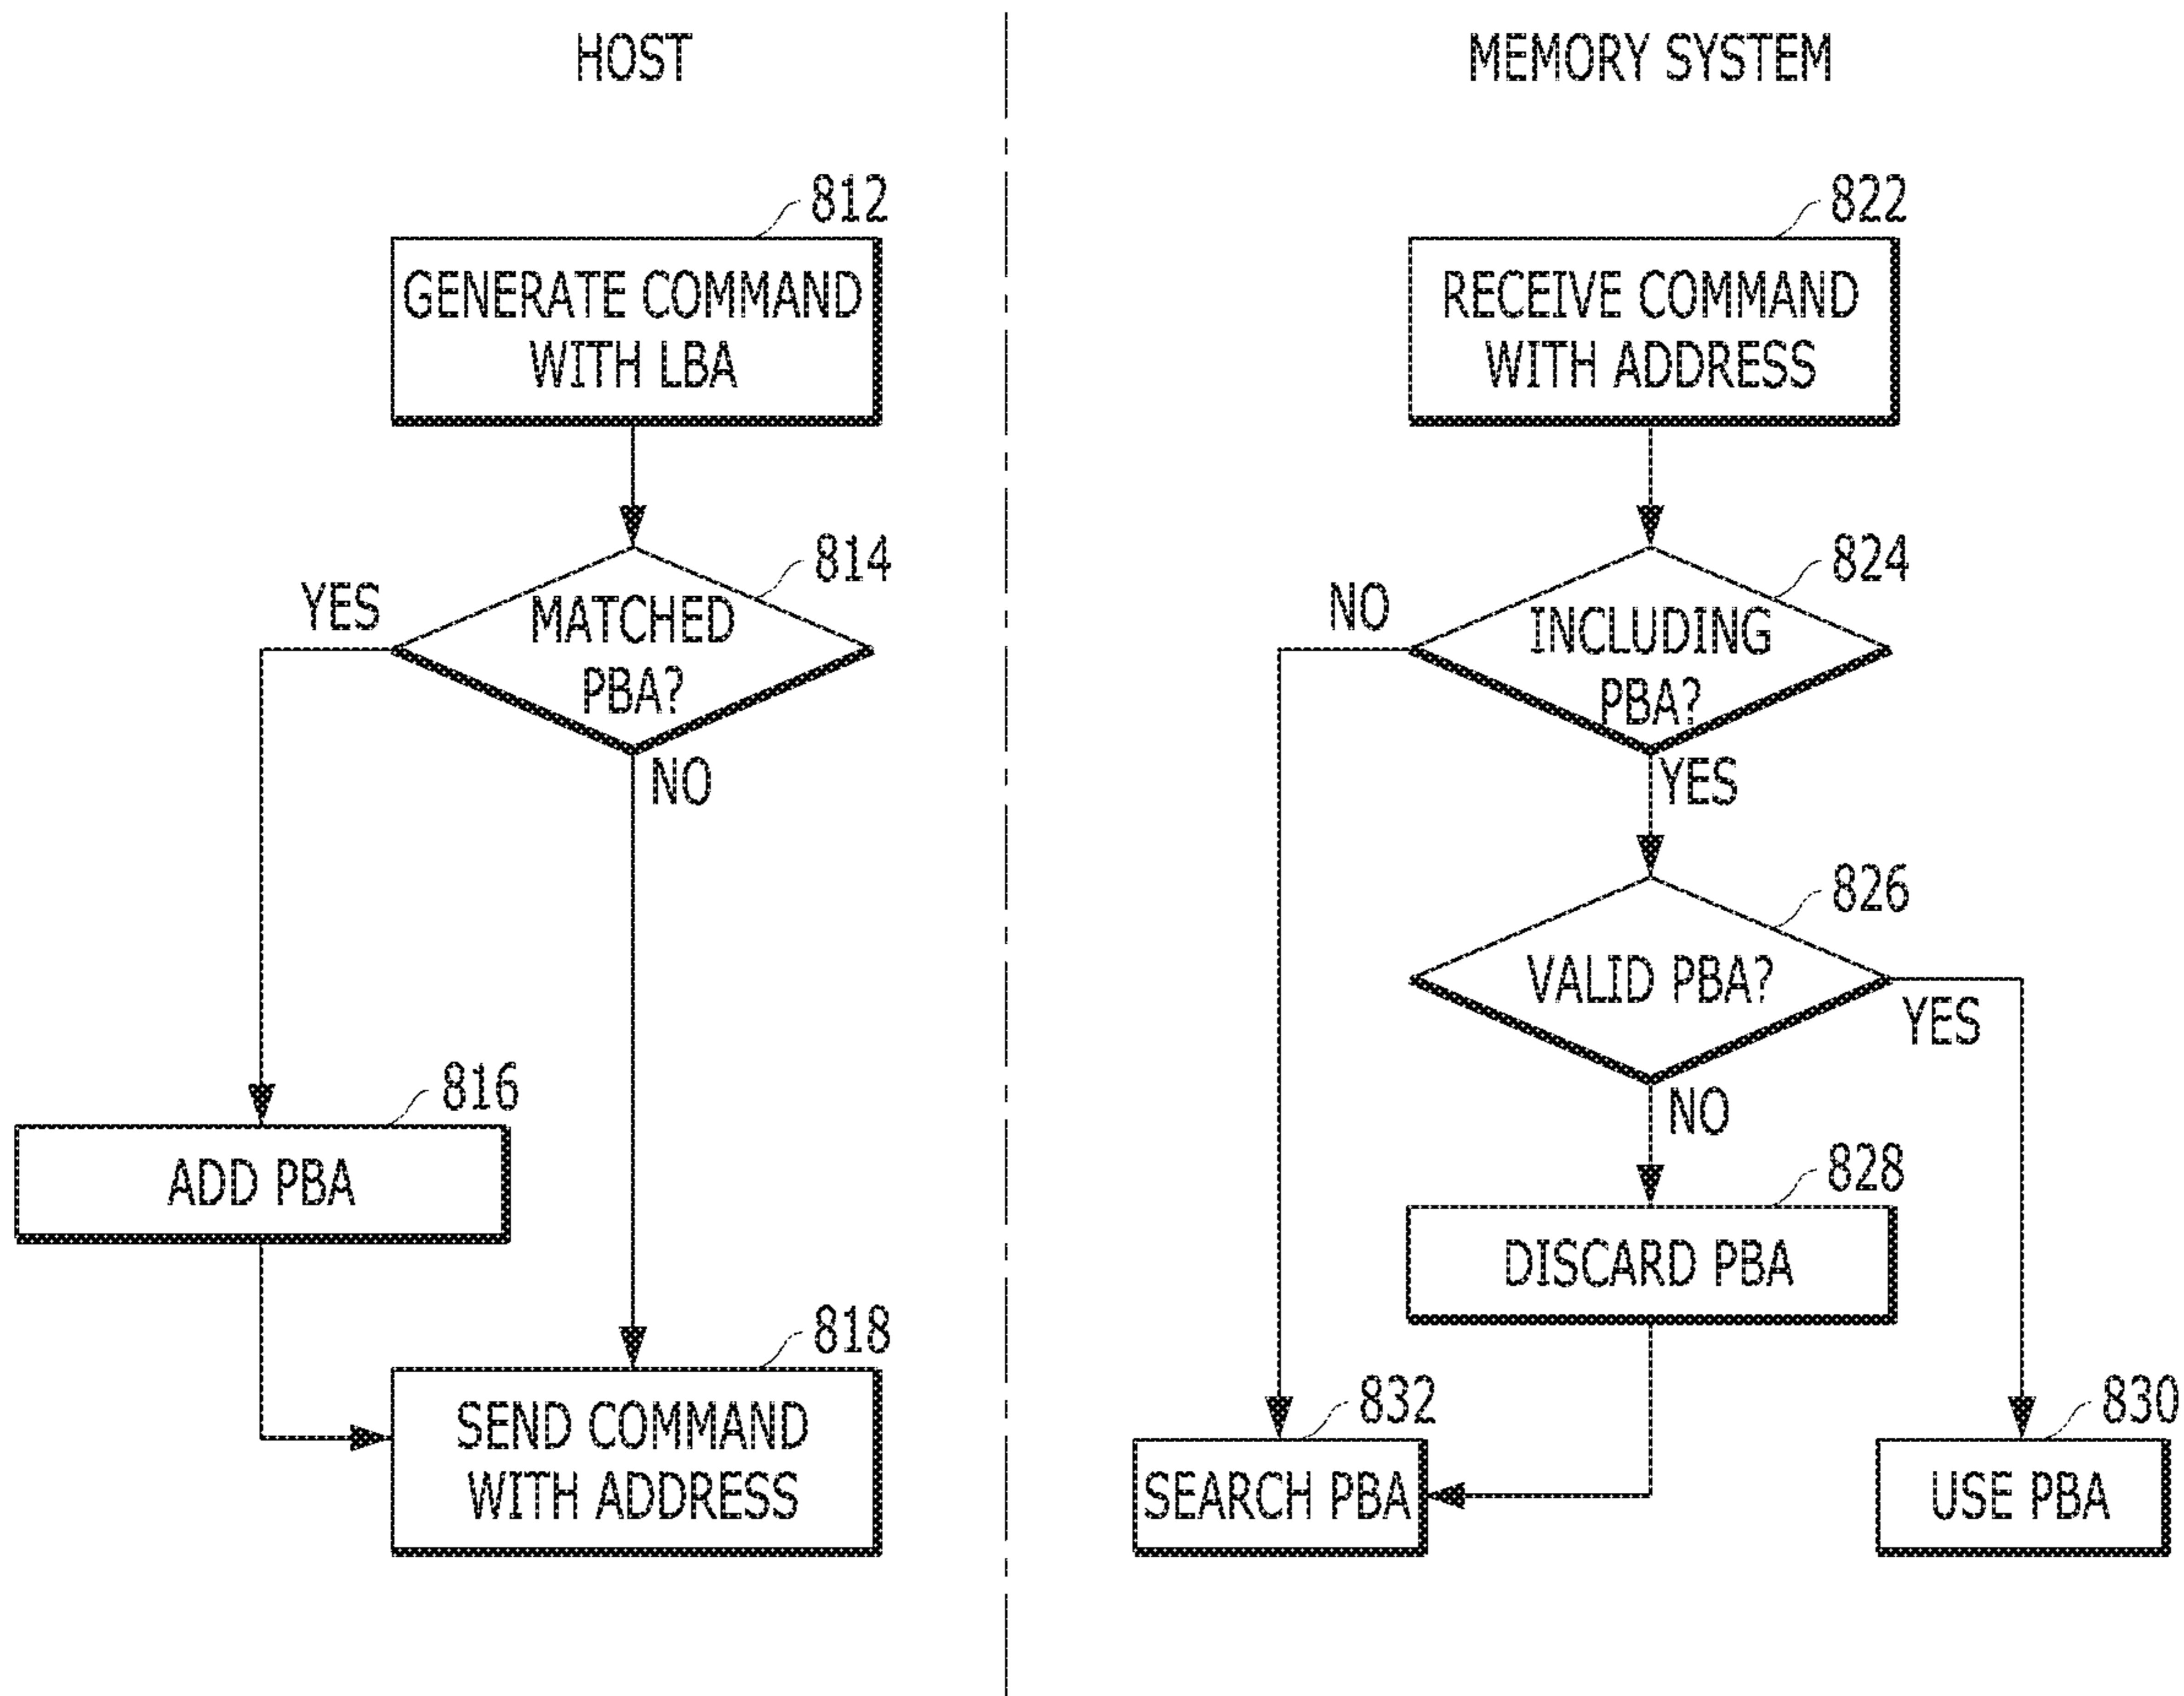 HOST
812
GENERATE COMMAND
WITH LBA
814
YES
MATCHED
PBA?
NO
816
ADD PBA
818
SEND COMMAND
WITH ADDRESS
MEMORY SYSTEM
822
RECEIVE COMMAND
WITH ADDRESS
824
NO
INCLUDING
PBA?
YES
826
VALID PBA?
YES
NO
828
DISCARD PBA
832
SEARCH PBA
830
USE PBA